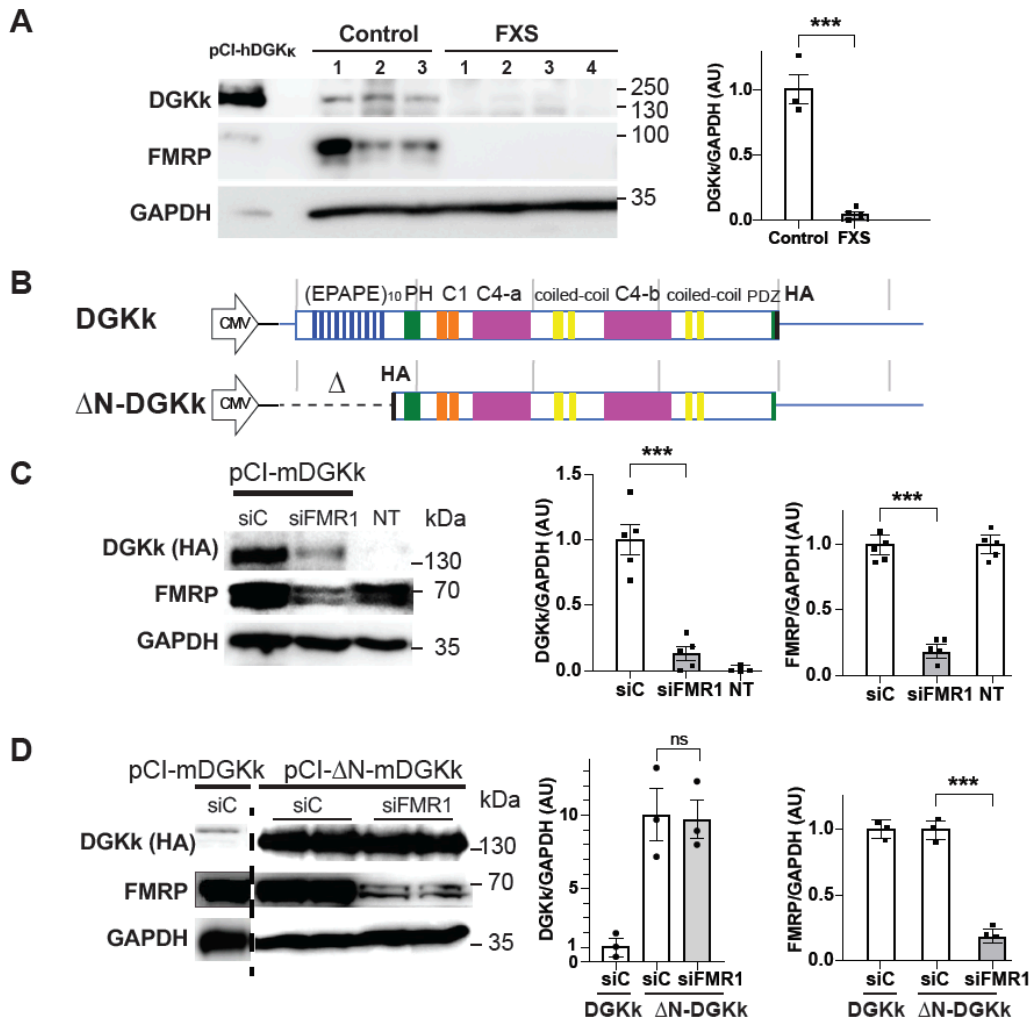 A
pCI-hDGKκ
Control
FXS
1 2 3 1 2 3 4
DGKk
250
130
FMRP
100
GAPDH
35
DGKk/GAPDH (AU)
***
1.0
0.5
0.0
Control FXS
B
(EPAPE)10 PH C1 C4-a coiled-coil C4-b coiled-coil PDZ HA
DGKk
CMV
Δ
HA
ΔN-DGKk
CMV
C
pCI-mDGKk
siC siFMR1 NT kDa
DGKk (HA)
130
FMRP
70
GAPDH
35
DGKk/GAPDH (AU)
***
1.5
1.0
0.5
0.0
siC siFMR1 NT
FMRP/GAPDH (AU)
***
1.0
0.5
0.0
siC siFMR1 NT
D
pCI-mDGKk pCI-ΔN-mDGKk
siC siC siFMR1 kDa
DGKk (HA)
130
FMRP
70
GAPDH
35
DGKk/GAPDH (AU)
ns
10
5
1
0
siC siC siFMR1
DGKk ΔN-DGKk
FMRP/GAPDH (AU)
***
1.0
0.5
0.0
siC siC siFMR1
DGKk ΔN-DGKk